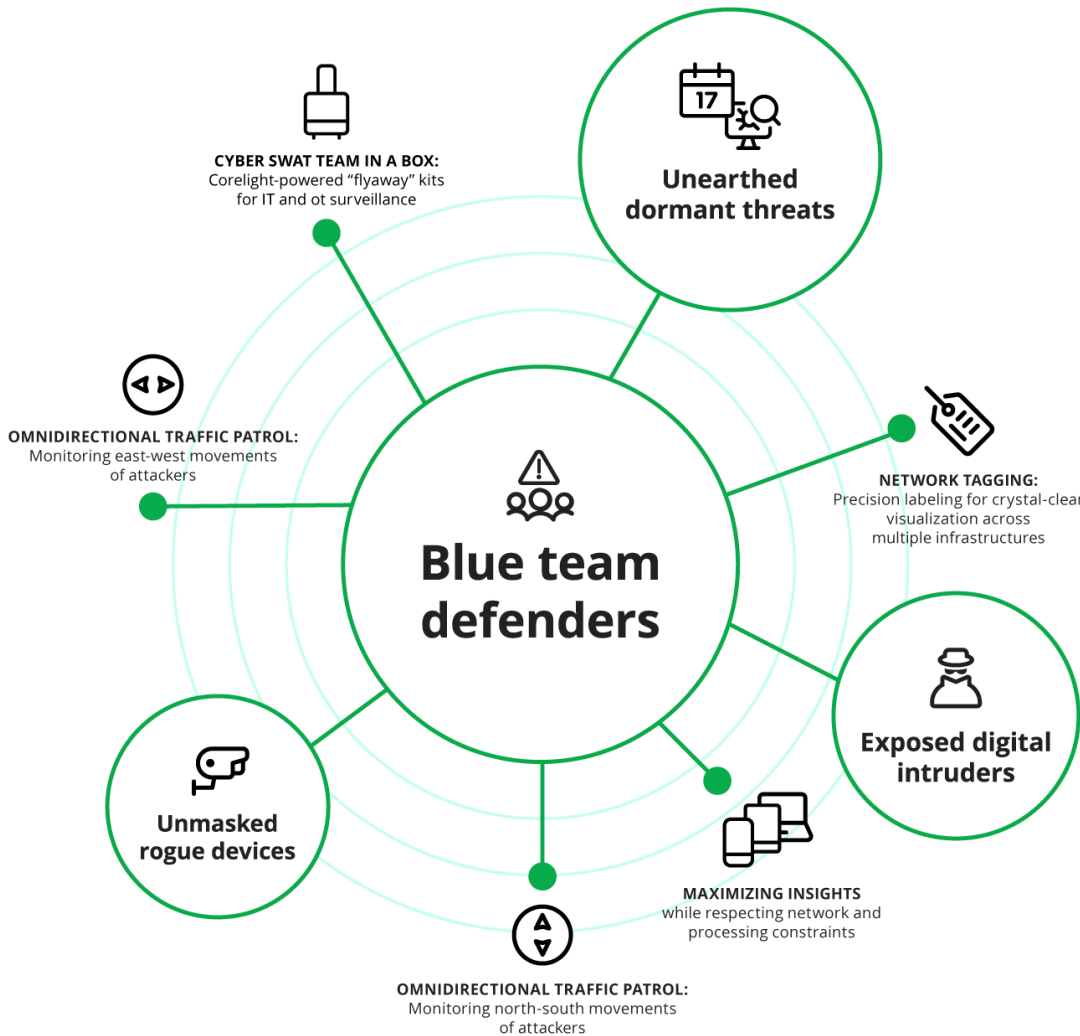 17
Unearthed
dormant threats
CYBER SWAT TEAM IN A BOX:
Corelight-powered “flyaway” kits
for IT and ot surveillance
OMNIDIRECTIONAL TRAFFIC PATROL:
Monitoring east-west movements
of attackers
NETWORK TAGGING:
Precision labeling for crystal-clear
visualization across
multiple infrastructures
Blue team
defenders
Exposed digital
intruders
Unmasked
rogue devices
MAXIMIZING INSIGHTS
while respecting network and
processing constraints
OMNIDIRECTIONAL TRAFFIC PATROL:
Monitoring north-south movements
of attackers